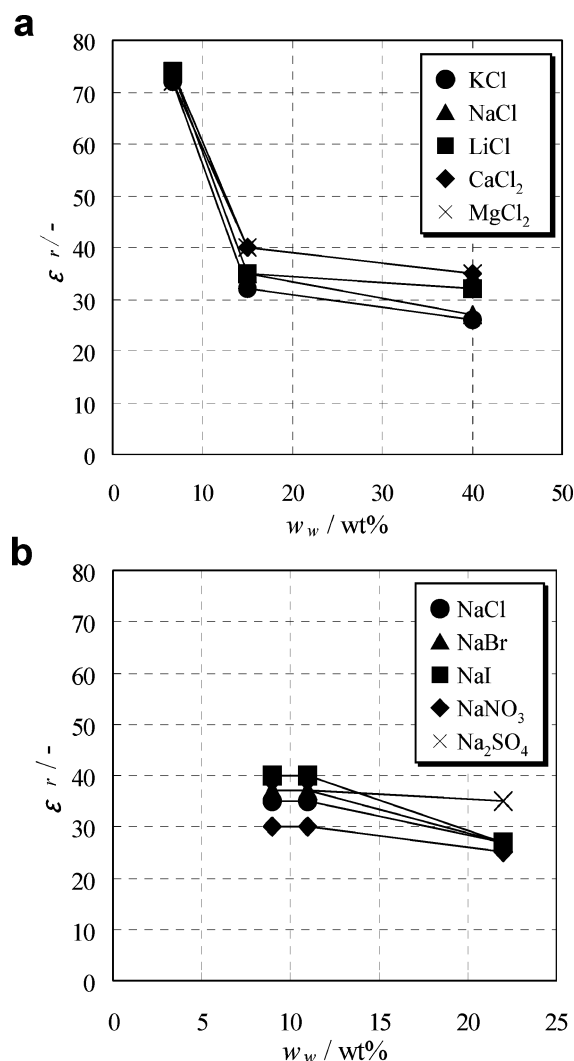 a
80
70
60
50
40
30
20
10
0
ε r / -
KCl
NaCl
LiCl
CaCl₂
MgCl₂
0 10 20 30 40 50
w w / wt%
b
80
70
60
50
40
30
20
10
0
ε r / -
NaCl
NaBr
NaI
NaNO₃
Na₂SO₄
0 5 10 15 20 25
w w / wt%